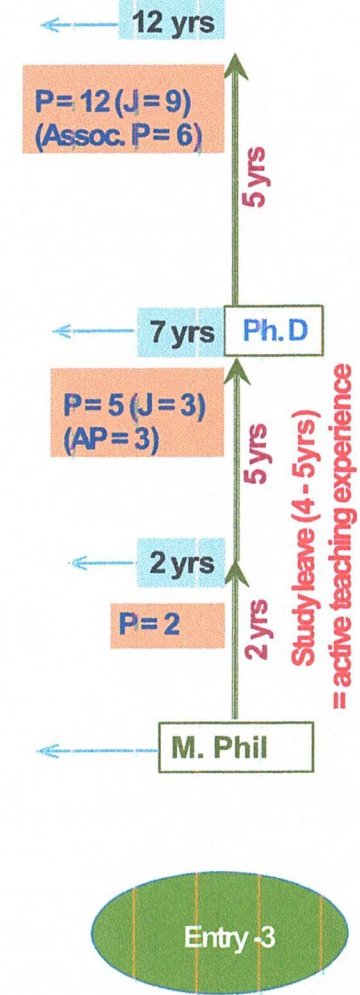 12 yrs
P= 12 (J= 9)
(Assoc. P= 6)
5 yrs
7 yrs
Ph.D
P= 5 (J= 3)
(AP= 3)
5 yrs
Study leave (4 - 5yrs)
= active teaching experience
2 yrs
P= 2
2 yrs
M. Phil
Entry -3